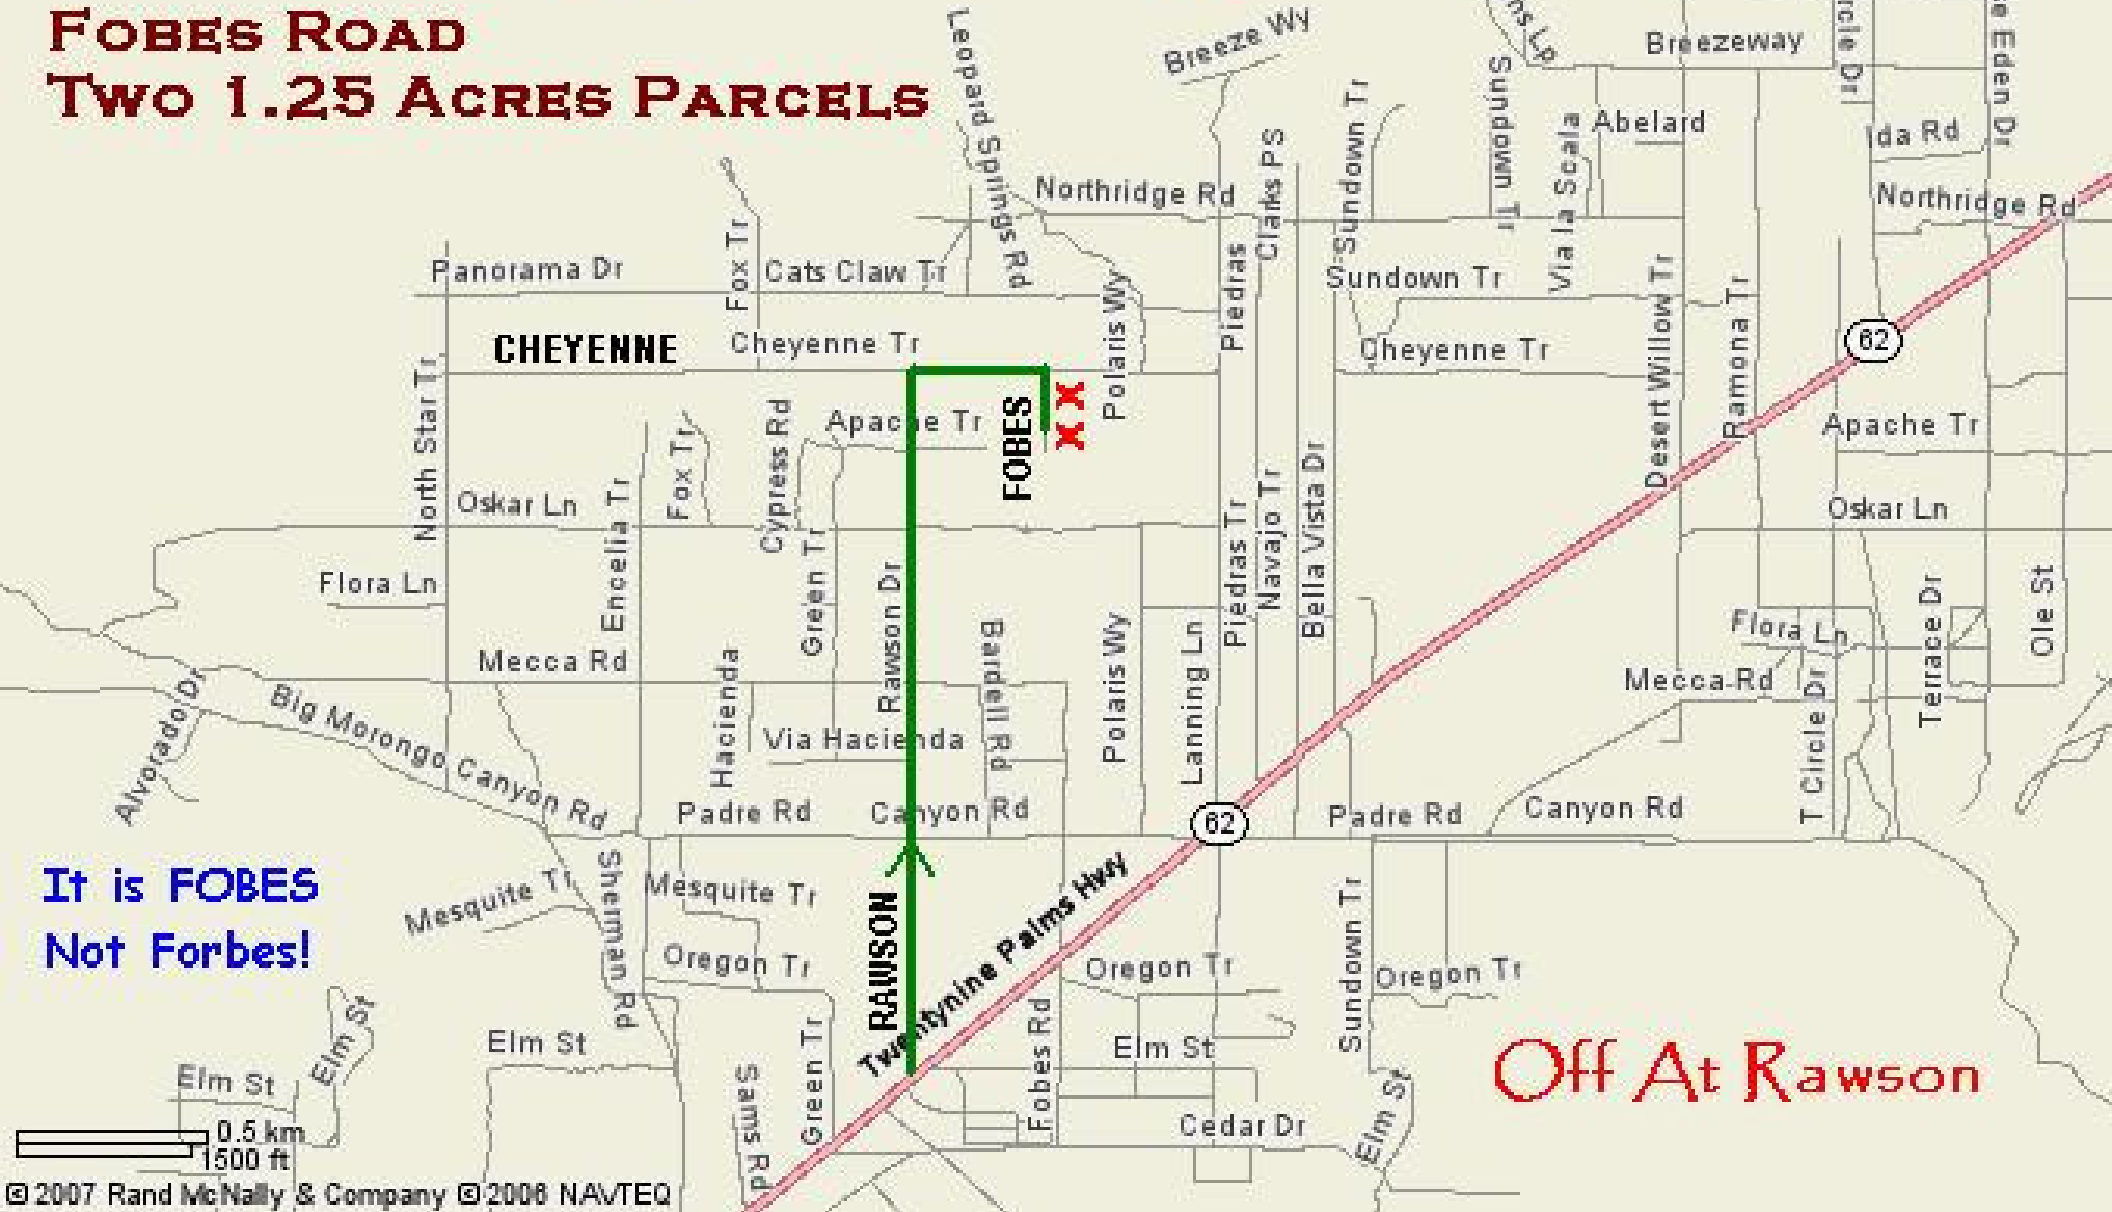 FOBES ROAD
TWO 1.25 ACRES PARCELS
Leopard Springs Rd
Breeze Wy
Sundown Tr
Breezeway
Abelard
Ida Rd
Northridge Rd
Clarks PS
Sundown Tr
Via la Scala
Northridge Rd
Panorama Dr
Fox Tr
Cats Claw Tr
Polaris Wy
Piedras
Sundown Tr
Desert Willow Tr
Ramona Tr
62
CHEYENNE
Cheyenne Tr
Cheyenne Tr
North Star Tr
Fox Tr
Cypress Rd
Apache Tr
FOBES
X X
X X
Apache Tr
Oskar Ln
Encelia Tr
Green Tr
Rawson Dr
Piedras Tr
Navajo Tr
Bella Vista Dr
Oskar Ln
Flora Ln
Flora Ln
Terrace Dr
Ole St
Mecca Rd
Hacienda
Via Hacienda
Bardell Rd
Polaris Wy
Lanning Ln
Mecca Rd
T Circle Dr
Alvorado Dr
Big Morongo Canyon Rd
Padre Rd
Canyon Rd
62
Padre Rd
Canyon Rd
It is FOBES
Not Forbes!
Mesquite Tr
Sherman Rd
Mesquite Tr
RAWSON
Twentynine Palms Hwy
Sundown Tr
Oregon Tr
Oregon Tr
Oregon Tr
Elm St
Elm St
Elm St
Sams Rd
Green Tr
Fobes Rd
Elm St
Cedar Dr
Elm St
Off At Rawson
0.5 km
1500 ft
© 2007 Rand McNally & Company © 2006 NAVTEQ